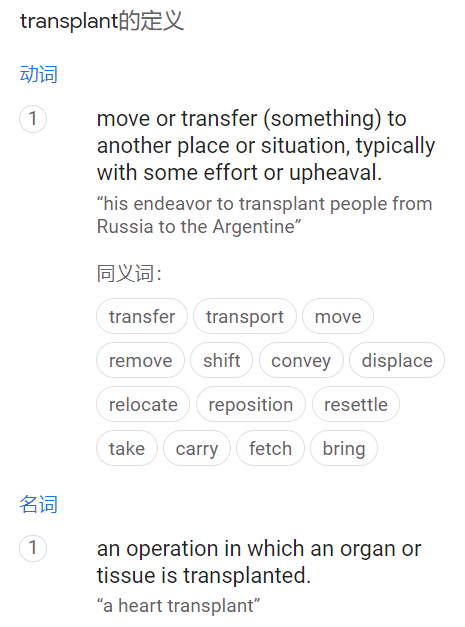 transplant的定义
动词
1
move or transfer (something) to
another place or situation, typically
with some effort or upheaval.
“his endeavor to transplant people from
Russia to the Argentine”
同义词：
transfer transport move
remove shift convey displace
relocate reposition resettle
take carry fetch bring
名词
1
an operation in which an organ or
tissue is transplanted.
“a heart transplant”